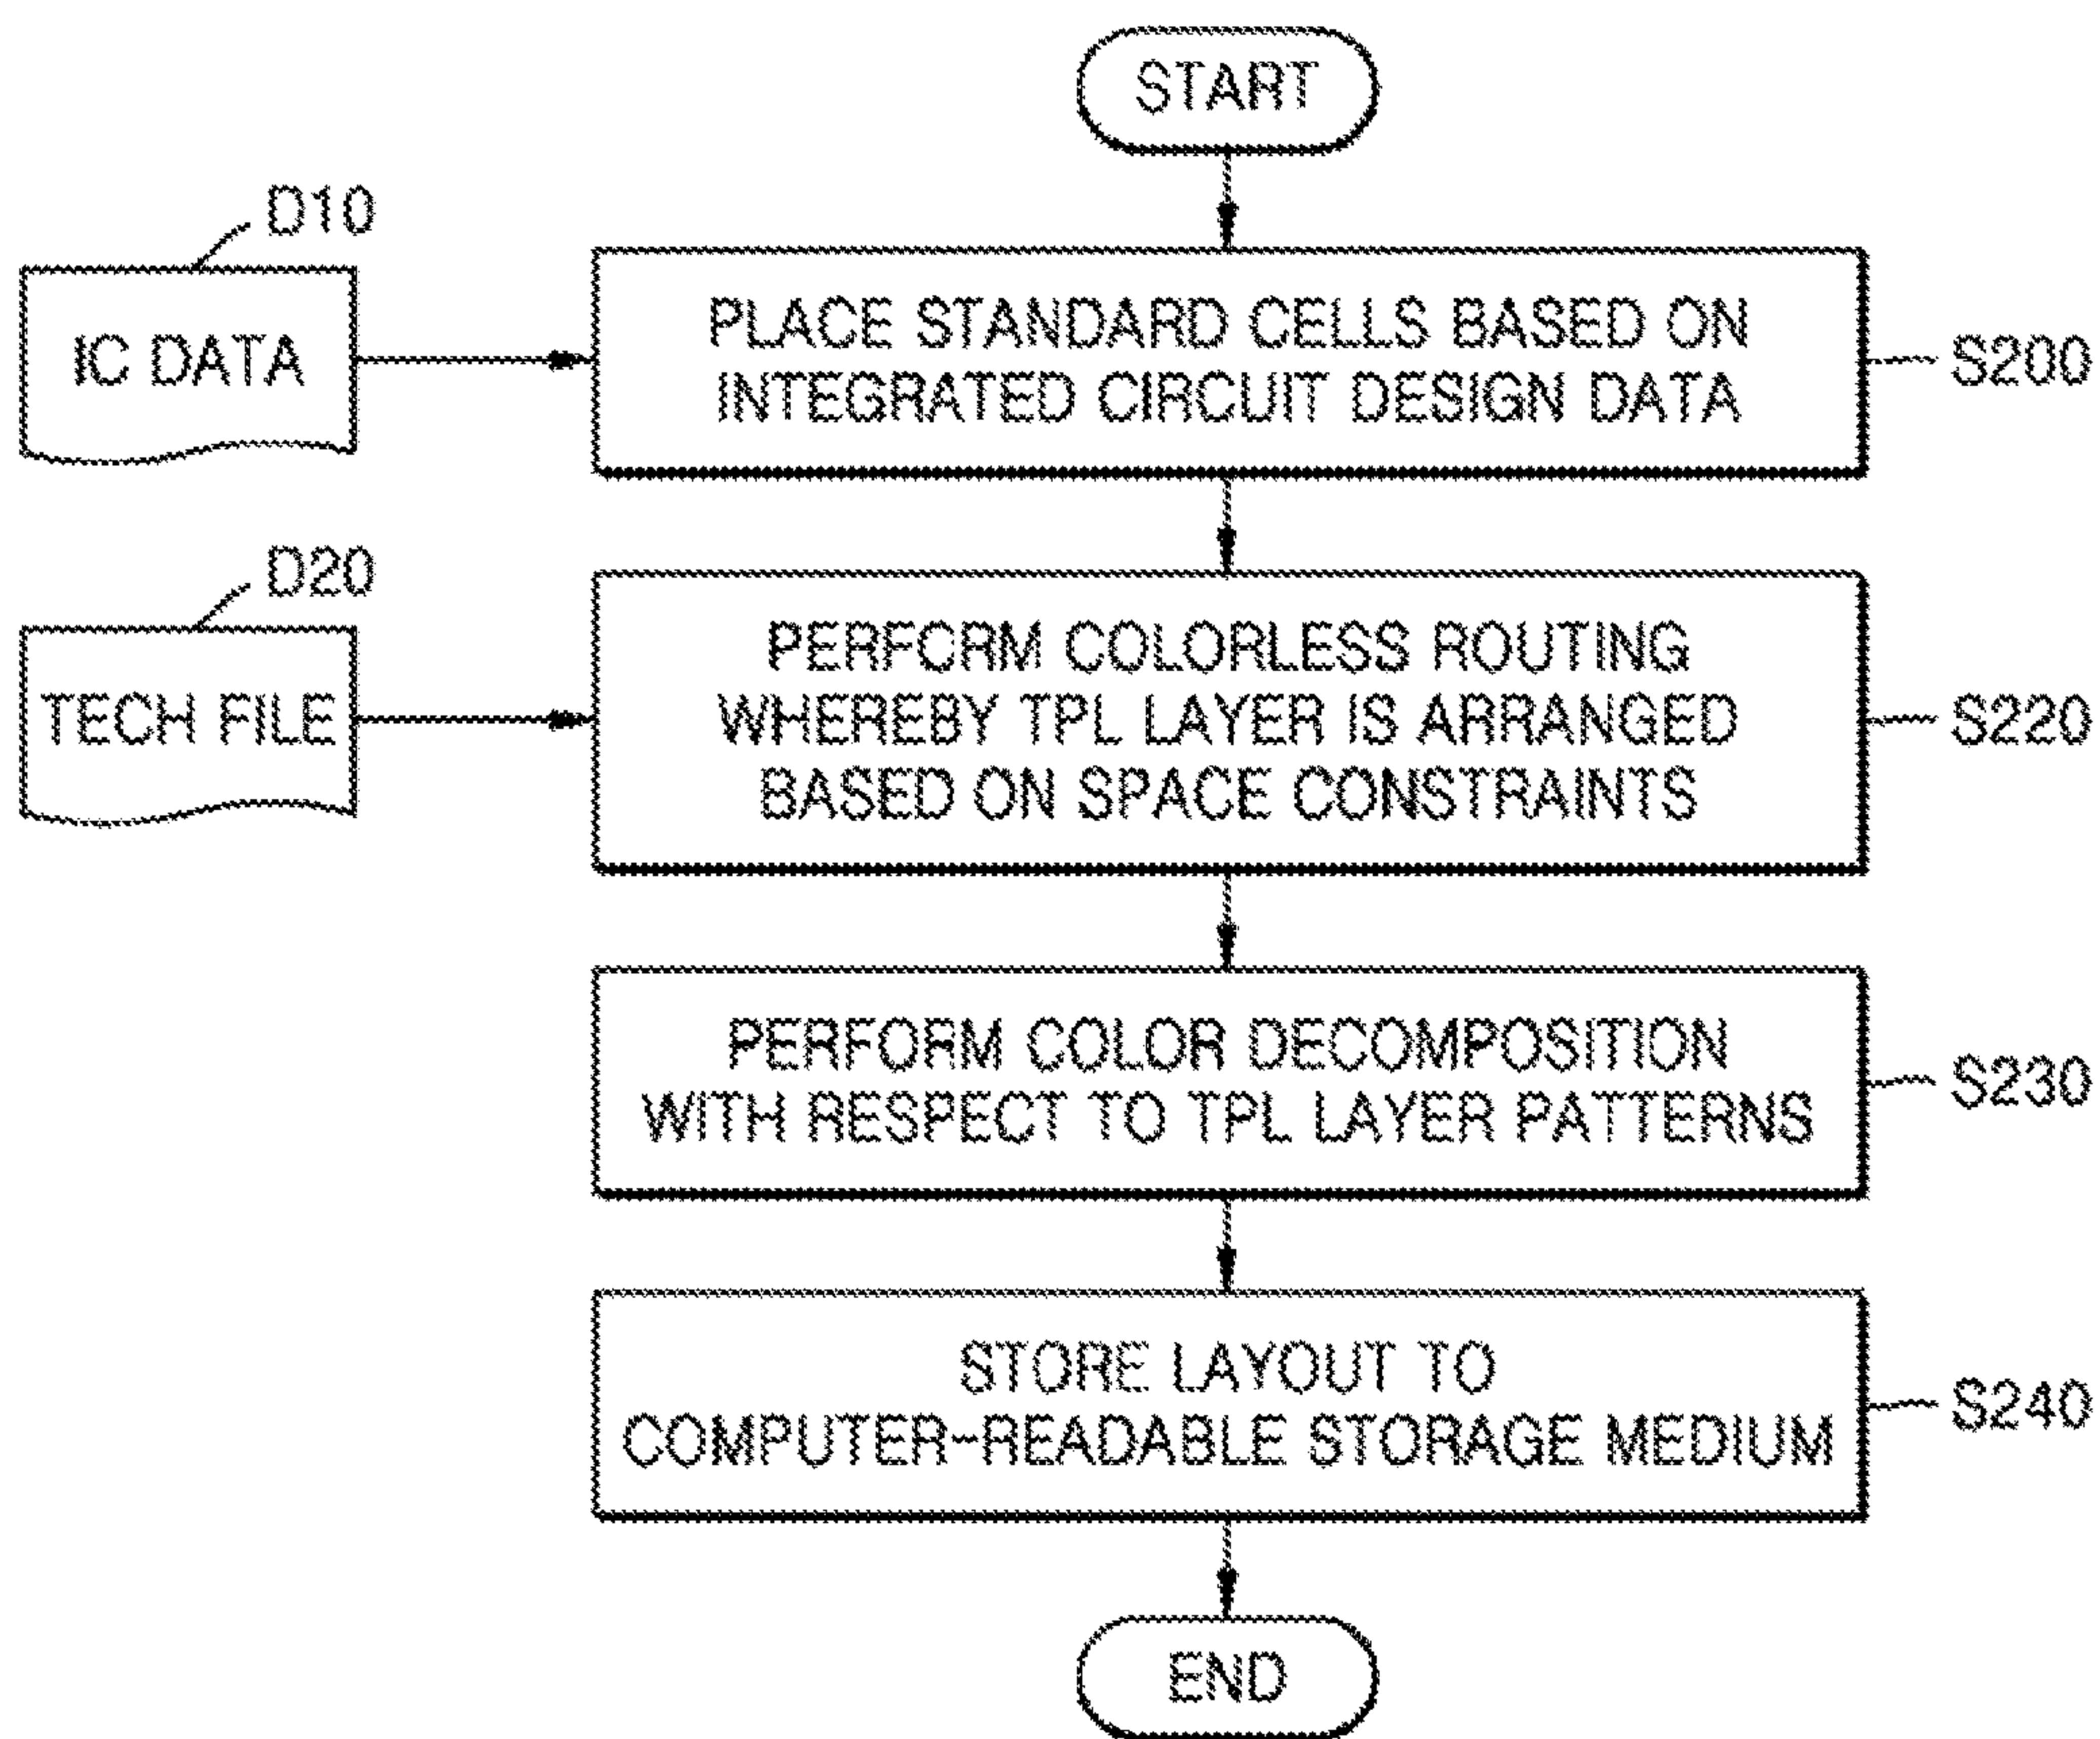 START
D10
IC DATA
PLACE STANDARD CELLS BASED ON
INTEGRATED CIRCUIT DESIGN DATA
S200
D20
TECH FILE
PERFORM COLORLESS ROUTING
WHEREBY TPL LAYER IS ARRANGED
BASED ON SPACE CONSTRAINTS
S220
PERFORM COLOR DECOMPOSITION
WITH RESPECT TO TPL LAYER PATTERNS
S230
STORE LAYOUT TO
COMPUTER-READABLE STORAGE MEDIUM
S240
END